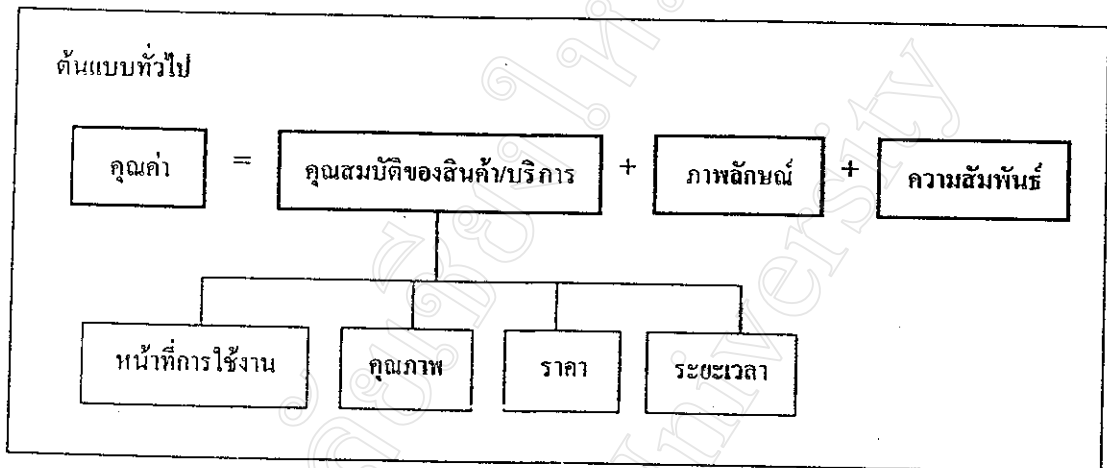 ต้นแบบทั่วไป
คุณค่า = คุณสมบัติของสินค้า/บริการ + ภาพลักษณ์ + ความสัมพันธ์
หน้าที่การใช้งาน คุณภาพ ราคา ระยะเวลา
University